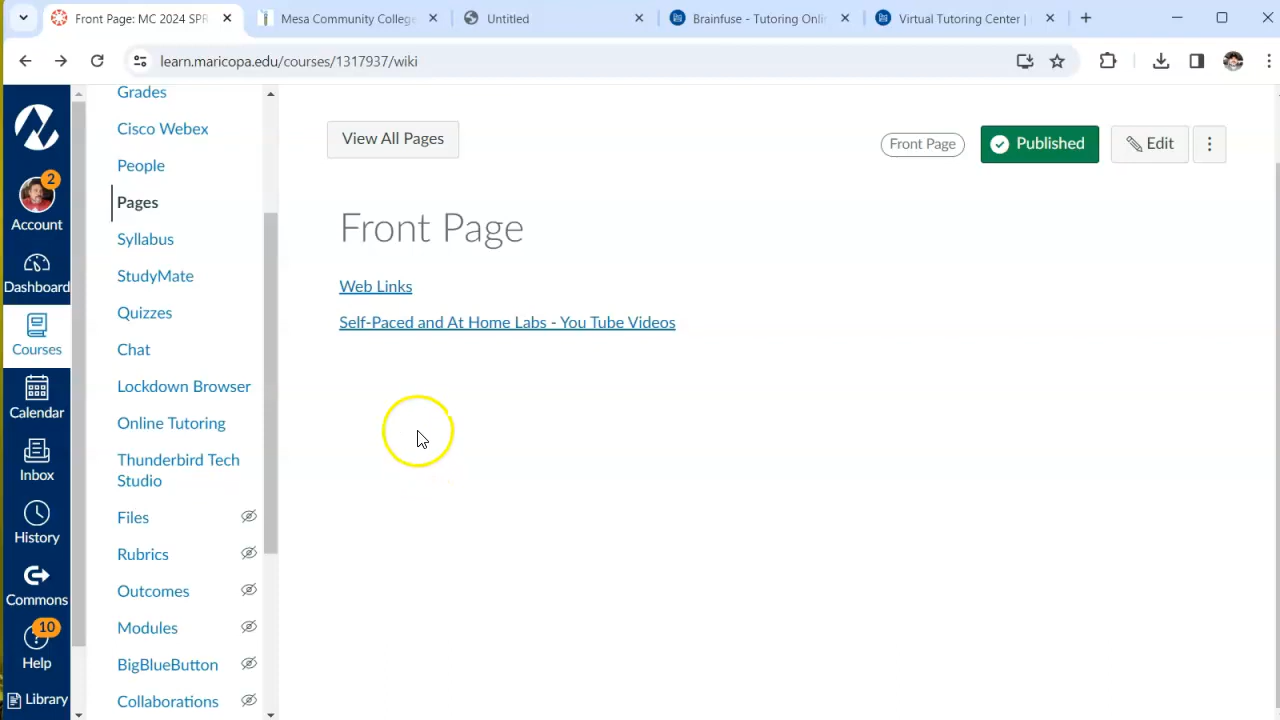 Front Page: MC 2024 SPR
Mesa Community College
Untitled
Brainfuse - Tutoring Onli
Virtual Tutoring Center |
learn.maricopa.edu/courses/1317937/wiki
2
Account
Dashboard
Courses
Calendar
Inbox
History
Commons
10
Help
Library
Grades
Cisco Webex
People
Pages
Syllabus
StudyMate
Quizzes
Chat
Lockdown Browser
Online Tutoring
Thunderbird Tech
Studio
Files
Rubrics
Outcomes
Modules
BigBlueButton
Collaborations
View All Pages
Front Page
Published
Edit
Front Page
Web Links
Self-Paced and At Home Labs - You Tube Videos